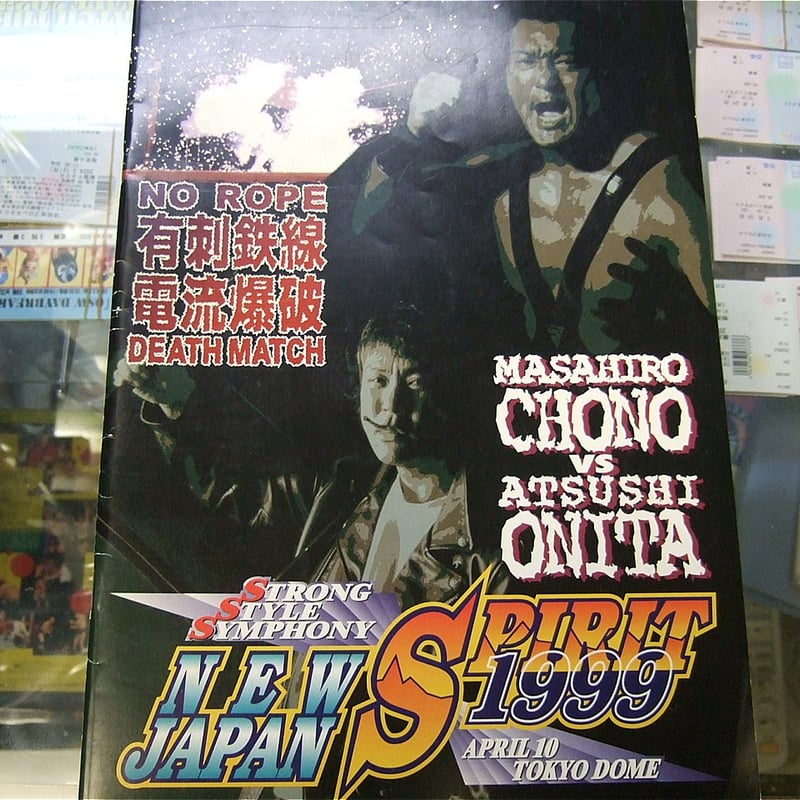 NO ROPE
有刺鉄線
電流爆破
DEATH MATCH
MASAHIRO
CHONO
VS
ATSUSHI
ONITA
STRONG
STYLE
SYMPHONY
NEW
JAPAN
SPIRIT
1999
APRIL 10
TOKYO DOME